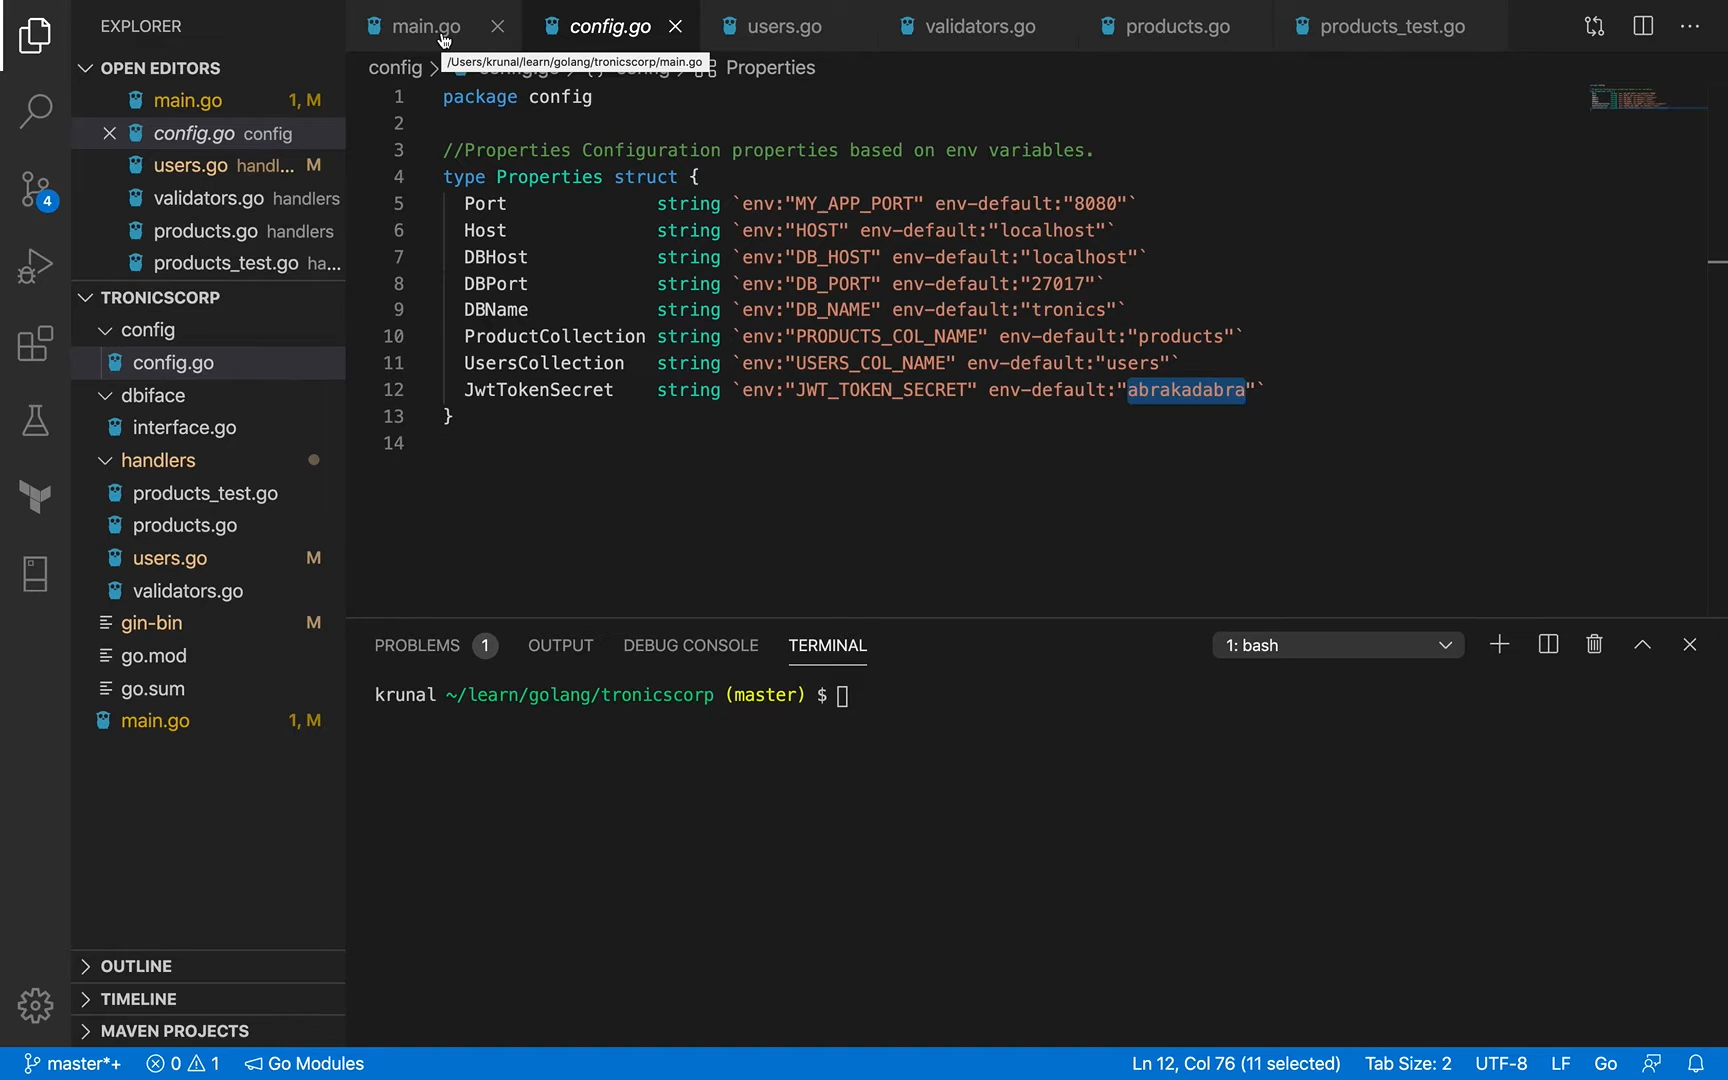 EXPLORER
OPEN EDITORS
main.go 1, M
config.go config
users.go handl... M
validators.go handlers
products.go handlers
products_test.go ha...
TRONICSCORP
config
config.go
dbiface
interface.go
handlers
products_test.go
products.go
users.go M
validators.go
gin-bin M
go.mod
go.sum
main.go 1, M
OUTLINE
TIMELINE
MAVEN PROJECTS
4
main.go config.go users.go validators.go products.go products_test.go
config > Properties
/Users/krunal/learn/golang/tronicscorp/main.go
1 package config
2
3 //Properties Configuration properties based on env variables.
4 type Properties struct {
5 Port string `env:"MY_APP_PORT" env-default:"8080"`
6 Host string `env:"HOST" env-default:"localhost"`
7 DBHost string `env:"DB_HOST" env-default:"localhost"`
8 DBPort string `env:"DB_PORT" env-default:"27017"`
9 DBName string `env:"DB_NAME" env-default:"tronics"`
10 ProductCollection string `env:"PRODUCTS_COL_NAME" env-default:"products"`
11 UsersCollection string `env:"USERS_COL_NAME" env-default:"users"`
12 JwtTokenSecret string `env:"JWT_TOKEN_SECRET" env-default:"abrakadabra"`
13 }
14
PROBLEMS 1 OUTPUT DEBUG CONSOLE TERMINAL 1: bash
krunal ~/learn/golang/tronicscorp (master) $
master*+ 0 1 Go Modules Ln 12, Col 76 (11 selected) Tab Size: 2 UTF-8 LF Go